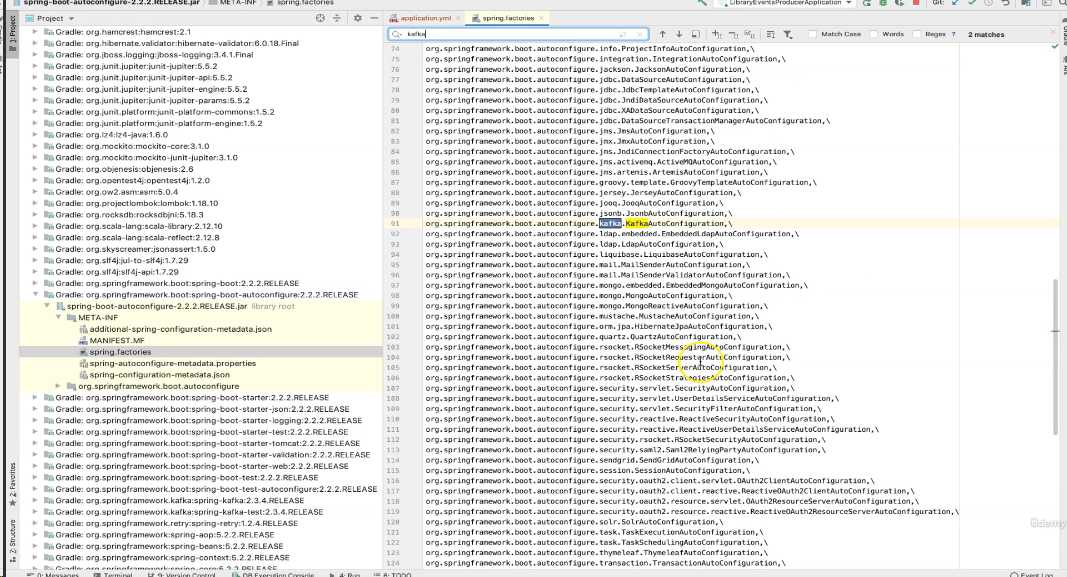 spring-boot-autoconfigure-2.2.2.RELEASE.jar META-INF spring.factories
LibraryEventsProducerApplication
Git:
1: Project
Project
application.yml
spring.factories
kafka
Match Case
Words
Regex
?
2 matches
Gradle: org.hamcrest:hamcrest:2.1
Gradle: org.hibernate.validator:hibernate-validator:6.0.18.Final
Gradle: org.jboss.logging:jboss-logging:3.4.1.Final
Gradle: org.junit.jupiter:junit-jupiter:5.5.2
Gradle: org.junit.jupiter:junit-jupiter-api:5.5.2
Gradle: org.junit.jupiter:junit-jupiter-engine:5.5.2
Gradle: org.junit.jupiter:junit-jupiter-params:5.5.2
Gradle: org.junit.platform:junit-platform-commons:1.5.2
Gradle: org.junit.platform:junit-platform-engine:1.5.2
Gradle: org.lz4:lz4-java:1.6.0
Gradle: org.mockito:mockito-core:3.1.0
Gradle: org.mockito:mockito-junit-jupiter:3.1.0
Gradle: org.objenesis:objenesis:2.6
Gradle: org.opentest4j:opentest4j:1.2.0
Gradle: org.ow2.asm:asm:5.0.4
Gradle: org.projectlombok:lombok:1.18.10
Gradle: org.rocksdb:rocksdbjni:5.18.3
Gradle: org.scala-lang:scala-library:2.12.10
Gradle: org.scala-lang:scala-reflect:2.12.8
Gradle: org.skyscreamer:jsonassert:1.5.0
Gradle: org.slf4j:jul-to-slf4j:1.7.29
Gradle: org.slf4j:slf4j-api:1.7.29
Gradle: org.springframework.boot:spring-boot:2.2.2.RELEASE
Gradle: org.springframework.boot:spring-boot-autoconfigure:2.2.2.RELEASE
spring-boot-autoconfigure-2.2.2.RELEASE.jar library root
META-INF
additional-spring-configuration-metadata.json
MANIFEST.MF
spring.factories
spring-autoconfigure-metadata.properties
spring-configuration-metadata.json
org.springframework.boot.autoconfigure
Gradle: org.springframework.boot:spring-boot-starter:2.2.2.RELEASE
Gradle: org.springframework.boot:spring-boot-starter-json:2.2.2.RELEASE
Gradle: org.springframework.boot:spring-boot-starter-logging:2.2.2.RELEASE
Gradle: org.springframework.boot:spring-boot-starter-test:2.2.2.RELEASE
Gradle: org.springframework.boot:spring-boot-starter-tomcat:2.2.2.RELEASE
Gradle: org.springframework.boot:spring-boot-starter-validation:2.2.2.RELEASE
Gradle: org.springframework.boot:spring-boot-starter-web:2.2.2.RELEASE
Gradle: org.springframework.boot:spring-boot-test:2.2.2.RELEASE
Gradle: org.springframework.boot:spring-boot-test-autoconfigure:2.2.2.RELEASE
Gradle: org.springframework.kafka:spring-kafka:2.3.4.RELEASE
Gradle: org.springframework.kafka:spring-kafka-test:2.3.4.RELEASE
Gradle: org.springframework.retry:spring-retry:1.2.4.RELEASE
Gradle: org.springframework:spring-aop:5.2.2.RELEASE
Gradle: org.springframework:spring-beans:5.2.2.RELEASE
Gradle: org.springframework:spring-context:5.2.2.RELEASE
Gradle: org.springframework:spring-core:5.2.2.RELEASE
74 org.springframework.boot.autoconfigure.info.ProjectInfoAutoConfiguration,\
75 org.springframework.boot.autoconfigure.integration.IntegrationAutoConfiguration,\
76 org.springframework.boot.autoconfigure.jackson.JacksonAutoConfiguration,\
77 org.springframework.boot.autoconfigure.jdbc.DataSourceAutoConfiguration,\
78 org.springframework.boot.autoconfigure.jdbc.JdbcTemplateAutoConfiguration,\
79 org.springframework.boot.autoconfigure.jdbc.JndiDataSourceAutoConfiguration,\
80 org.springframework.boot.autoconfigure.jdbc.XADataSourceAutoConfiguration,\
81 org.springframework.boot.autoconfigure.jdbc.DataSourceTransactionManagerAutoConfiguration,\
82 org.springframework.boot.autoconfigure.jms.JmsAutoConfiguration,\
83 org.springframework.boot.autoconfigure.jmx.JmxAutoConfiguration,\
84 org.springframework.boot.autoconfigure.jms.JndiConnectionFactoryAutoConfiguration,\
85 org.springframework.boot.autoconfigure.jms.activemq.ActiveMQAutoConfiguration,\
86 org.springframework.boot.autoconfigure.jms.artemis.ArtemisAutoConfiguration,\
87 org.springframework.boot.autoconfigure.groovy.template.GroovyTemplateAutoConfiguration,\
88 org.springframework.boot.autoconfigure.jersey.JerseyAutoConfiguration,\
89 org.springframework.boot.autoconfigure.jooq.JooqAutoConfiguration,\
90 org.springframework.boot.autoconfigure.jsonb.JsonbAutoConfiguration,\
91 org.springframework.boot.autoconfigure.kafka.KafkaAutoConfiguration,\
92 org.springframework.boot.autoconfigure.ldap.embedded.EmbeddedLdapAutoConfiguration,\
93 org.springframework.boot.autoconfigure.ldap.LdapAutoConfiguration,\
94 org.springframework.boot.autoconfigure.liquibase.LiquibaseAutoConfiguration,\
95 org.springframework.boot.autoconfigure.mail.MailSenderAutoConfiguration,\
96 org.springframework.boot.autoconfigure.mail.MailSenderValidatorAutoConfiguration,\
97 org.springframework.boot.autoconfigure.mongo.embedded.EmbeddedMongoAutoConfiguration,\
98 org.springframework.boot.autoconfigure.mongo.MongoAutoConfiguration,\
99 org.springframework.boot.autoconfigure.mongo.MongoReactiveAutoConfiguration,\
100 org.springframework.boot.autoconfigure.mustache.MustacheAutoConfiguration,\
101 org.springframework.boot.autoconfigure.orm.jpa.HibernateJpaAutoConfiguration,\
102 org.springframework.boot.autoconfigure.quartz.QuartzAutoConfiguration,\
103 org.springframework.boot.autoconfigure.rsocket.RSocketMessagingAutoConfiguration,\
104 org.springframework.boot.autoconfigure.rsocket.RSocketRequesterAutoConfiguration,\
105 org.springframework.boot.autoconfigure.rsocket.RSocketServerAutoConfiguration,\
106 org.springframework.boot.autoconfigure.rsocket.RSocketStrategiesAutoConfiguration,\
107 org.springframework.boot.autoconfigure.security.servlet.SecurityAutoConfiguration,\
108 org.springframework.boot.autoconfigure.security.servlet.UserDetailsServiceAutoConfiguration,\
109 org.springframework.boot.autoconfigure.security.servlet.SecurityFilterAutoConfiguration,\
110 org.springframework.boot.autoconfigure.security.reactive.ReactiveSecurityAutoConfiguration,\
111 org.springframework.boot.autoconfigure.security.reactive.ReactiveUserDetailsServiceAutoConfiguration,\
112 org.springframework.boot.autoconfigure.security.rsocket.RSocketSecurityAutoConfiguration,\
113 org.springframework.boot.autoconfigure.security.saml2.Saml2RelyingPartyAutoConfiguration,\
114 org.springframework.boot.autoconfigure.sendgrid.SendGridAutoConfiguration,\
115 org.springframework.boot.autoconfigure.session.SessionAutoConfiguration,\
116 org.springframework.boot.autoconfigure.security.oauth2.client.servlet.OAuth2ClientAutoConfiguration,\
117 org.springframework.boot.autoconfigure.security.oauth2.client.reactive.ReactiveOAuth2ClientAutoConfiguration,\
118 org.springframework.boot.autoconfigure.security.oauth2.resource.servlet.OAuth2ResourceServerAutoConfiguration,\
119 org.springframework.boot.autoconfigure.security.oauth2.resource.reactive.ReactiveOAuth2ResourceServerAutoConfiguration,\
120 org.springframework.boot.autoconfigure.solr.SolrAutoConfiguration,\
121 org.springframework.boot.autoconfigure.task.TaskExecutionAutoConfiguration,\
122 org.springframework.boot.autoconfigure.task.TaskSchedulingAutoConfiguration,\
123 org.springframework.boot.autoconfigure.thymeleaf.ThymeleafAutoConfiguration,\
124 org.springframework.boot.autoconfigure.transaction.TransactionAutoConfiguration,\
2: Favorites
Z: Structure
ûdemy
0: Messages
Terminal
9: Version Control
DB Execution Console
4: Run
6: TODO
Event Log